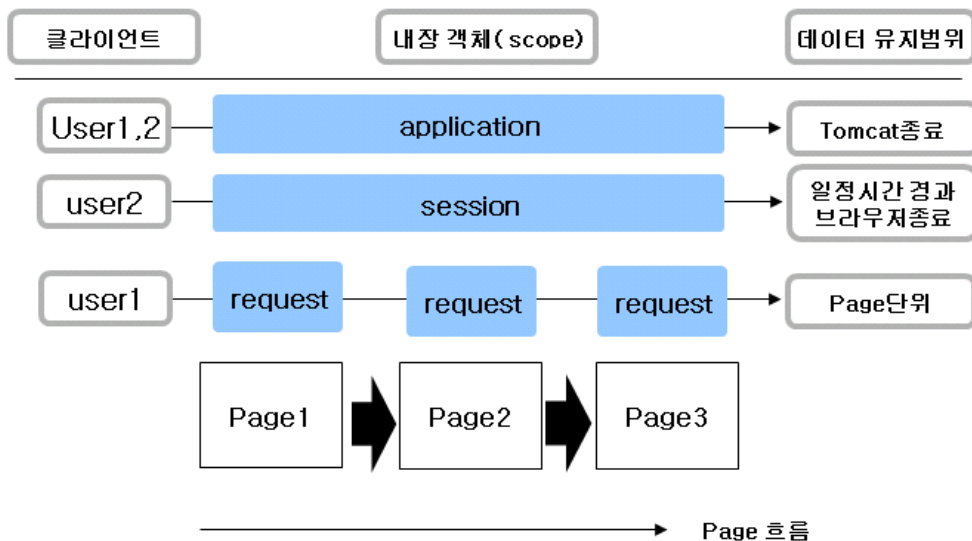 클라이언트
내장 객체( scope)
데이터 유지범위
User1,2
application
Tomcat종료
user2
session
일정시간 경과
브라우저종료
user1
request
request
request
Page단위
Page1
Page2
Page3
Page 흐름